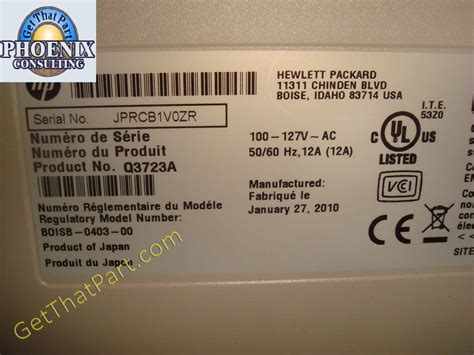 GetThatPart
PHOENIX
CONSULTING
hp
HEWLETT PACKARD
11311 CHINDEN BLVD
BOISE, IDAHO 83714 USA
Serial No. JPRCB1V0ZR
Numéro de Série
Numéro du Produit
Product No. Q3723A
100-127V~AC
50/60 Hz, 12A (12A)
I.T.E.
53Z0
UL
LISTED
Numéro Réglementaire du Modèle
Regulatory Model Number:
BOISB-0403-00
Product of Japan
Produit du Japon
Manufactured:
Fabriqué le
January 27, 2010
VCI
CE
SITE
GetThatPart.com